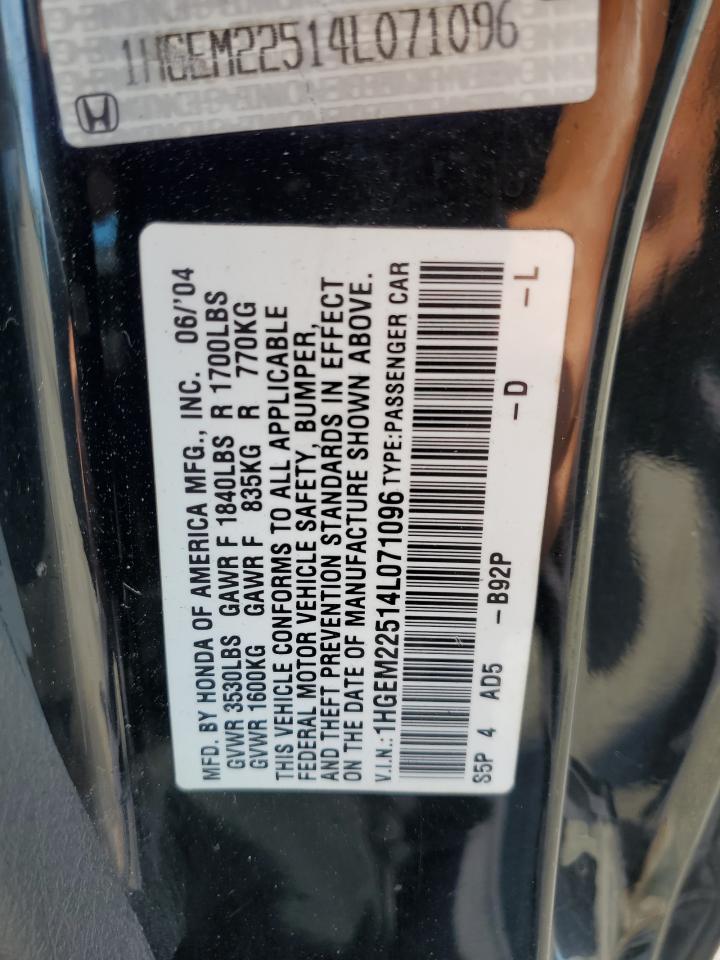 1HGEM22514L071096
MFD. BY HONDA OF AMERICA MFG., INC. 06/'04
GVWR 3530LBS GAWR F 1840LBS R 1700LBS
GVWR 1600KG GAWR F 835KG R 770KG
THIS VEHICLE CONFORMS TO ALL APPLICABLE
FEDERAL MOTOR VEHICLE SAFETY, BUMPER,
AND THEFT PREVENTION STANDARDS IN EFFECT
ON THE DATE OF MANUFACTURE SHOWN ABOVE.
V.I.N.:1HGEM22514L071096 TYPE:PASSENGER CAR
S5P 4 AD5 -B92P -D -L